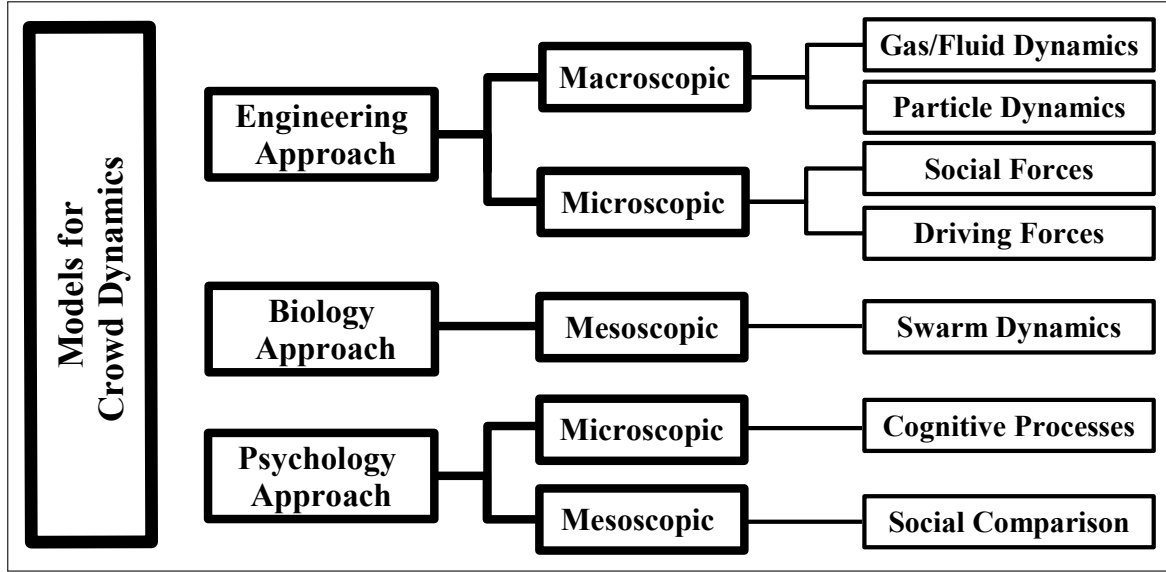 Models for
Crowd Dynamics
Engineering
Approach
Macroscopic
Gas/Fluid Dynamics
Particle Dynamics
Microscopic
Social Forces
Driving Forces
Biology
Approach
Mesoscopic
Swarm Dynamics
Psychology
Approach
Microscopic
Cognitive Processes
Mesoscopic
Social Comparison